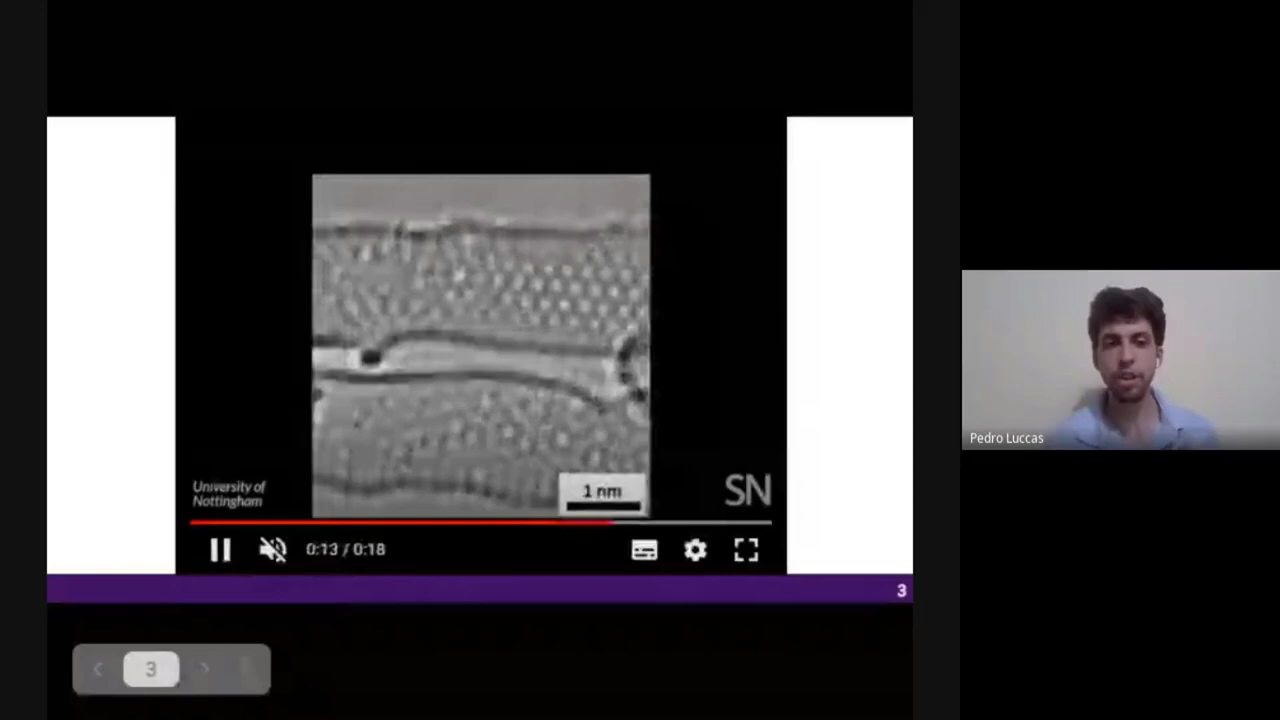 University of
Nottingham
SN
1 nm
0:13 / 0:18
3
3
Pedro Luccas